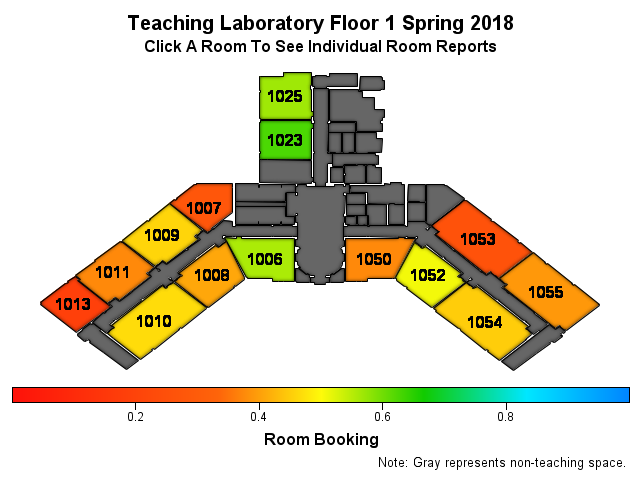 Teaching Laboratory Floor 1 Spring 2018
Click A Room To See Individual Room Reports
1025
1023
1007
1009
1053
1006
1050
1011
1008
1052
1055
1013
1010
1054
0.2 0.4 0.6 0.8
Room Booking
Note: Gray represents non-teaching space.